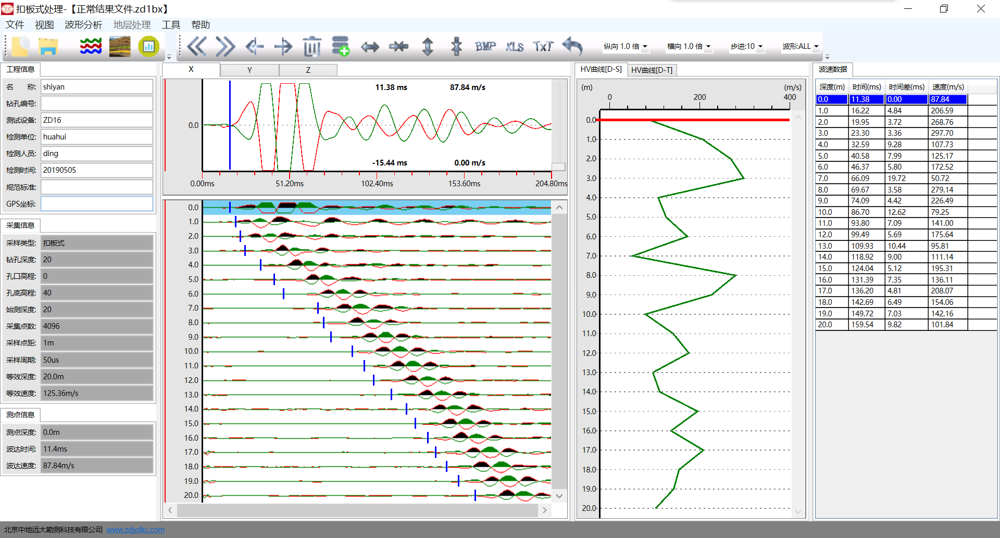 扣板式处理-【正常结果文件.zd1bx】
文件 视图 波形分析 地层处理 工具 帮助
BMP XLS TXT 纵向 1.0 倍 横向 1.0 倍 步进:10 波形:ALL
工程信息
名 称: shiyan
钻孔编号:
测试设备: ZD16
检测单位: huahui
检测人员: ding
检测时间: 20190505
规范标准:
GPS坐标:
采集信息
采样类型: 扣板式
钻孔深度: 20
孔口高程: 0
孔底高程: 40
始测深度: 20
采集点数: 4096
采样点距: 1m
采样周期: 50us
等效深度: 20.0m
等效速度: 125.36m/s
测点信息
测点深度: 0.0m
波达时间: 11.4ms
波达速度: 87.84m/s
X Y Z
11.38 ms 87.84 m/s
0.0
-15.44 ms 0.00 m/s
0.00ms 51.20ms 102.40ms 153.60ms 204.80ms
0.0
1.0
2.0
3.0
4.0
5.0
6.0
7.0
8.0
9.0
10.0
11.0
12.0
13.0
14.0
15.0
16.0
17.0
18.0
19.0
20.0
HV曲线[D-S] HV曲线[D-T]
(m) (m/s)
0 200 400
0.0
1.0
2.0
3.0
4.0
5.0
6.0
7.0
8.0
9.0
10.0
11.0
12.0
13.0
14.0
15.0
16.0
17.0
18.0
19.0
20.0
波速数据
深度(m) 时间(ms) 时间差(ms) 速度(m/s)
0.0 11.38 0.00 87.84
1.0 16.22 4.84 206.59
2.0 19.95 3.72 268.76
3.0 23.30 3.36 297.70
4.0 32.59 9.28 107.73
5.0 40.58 7.99 125.17
6.0 46.37 5.80 172.52
7.0 66.09 19.72 50.72
8.0 69.67 3.58 279.14
9.0 74.09 4.42 226.49
10.0 86.70 12.62 79.25
11.0 93.80 7.09 141.00
12.0 99.49 5.69 175.64
13.0 109.93 10.44 95.81
14.0 118.92 9.00 111.14
15.0 124.04 5.12 195.31
16.0 131.39 7.35 136.11
17.0 136.20 4.81 208.07
18.0 142.69 6.49 154.06
19.0 149.72 7.03 142.16
20.0 159.54 9.82 101.84
北京中地远大勘测科技有限公司 www.zdydkc.com